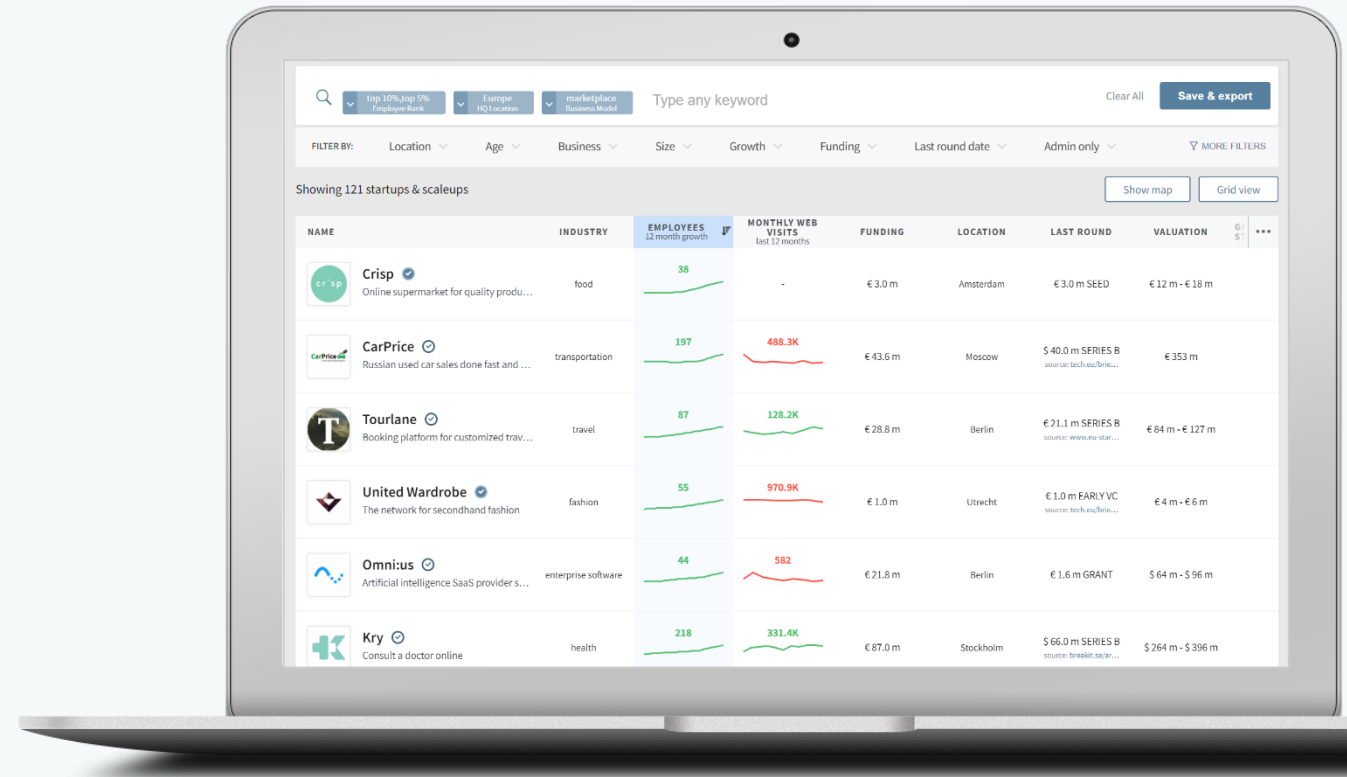 top 10%,top 5%
Employee Rank
Europe
HQ Location
marketplace
Business Model
Type any keyword
Clear All
Save & export
FILTER BY:
Location
Age
Business
Size
Growth
Funding
Last round date
Admin only
MORE FILTERS
Showing 121 startups & scaleups
Show map
Grid view
NAME
INDUSTRY
EMPLOYEES
12 month growth
MONTHLY WEB
VISITS
last 12 months
FUNDING
LOCATION
LAST ROUND
VALUATION
cr'sp
Crisp
Online supermarket for quality produ...
food
38
-
€ 3.0 m
Amsterdam
€ 3.0 m SEED
€ 12 m - € 18 m
CarPrice
CarPrice
Russian used car sales done fast and ...
transportation
197
488.3K
€ 43.6 m
Moscow
$ 40.0 m SERIES B
source: tech.eu/brie...
€ 353 m
T
Tourlane
Booking platform for customized trav...
travel
87
128.2K
€ 28.8 m
Berlin
€ 21.1 m SERIES B
source: www.eu-star...
€ 84 m - € 127 m
United Wardrobe
The network for secondhand fashion
fashion
55
970.9K
€ 1.0 m
Utrecht
€ 1.0 m EARLY VC
source: tech.eu/brie...
€ 4 m - € 6 m
Omni:us
Artificial intelligence SaaS provider s...
enterprise software
44
582
€ 21.8 m
Berlin
€ 1.6 m GRANT
$ 64 m - $ 96 m
Kry
Consult a doctor online
health
218
331.4K
€ 87.0 m
Stockholm
$ 66.0 m SERIES B
source: breakit.se/ar...
$ 264 m - $ 396 m